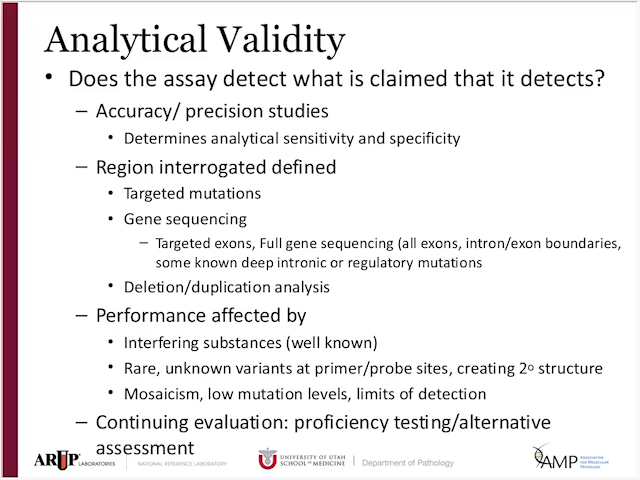 Analytical Validity
• Does the assay detect what is claimed that it detects?
– Accuracy/ precision studies
• Determines analytical sensitivity and specificity
– Region interrogated defined
• Targeted mutations
• Gene sequencing
– Targeted exons, Full gene sequencing (all exons, intron/exon boundaries,
some known deep intronic or regulatory mutations
• Deletion/duplication analysis
– Performance affected by
• Interfering substances (well known)
• Rare, unknown variants at primer/probe sites, creating 2º structure
• Mosaicism, low mutation levels, limits of detection
– Continuing evaluation: proficiency testing/alternative
assessment
ARUP LABORATORIES | NATIONAL REFERENCE LABORATORY
UNIVERSITY OF UTAH
SCHOOL OF MEDICINE | Department of Pathology
AMP ASSOCIATION
FOR MOLECULAR
PATHOLOGY